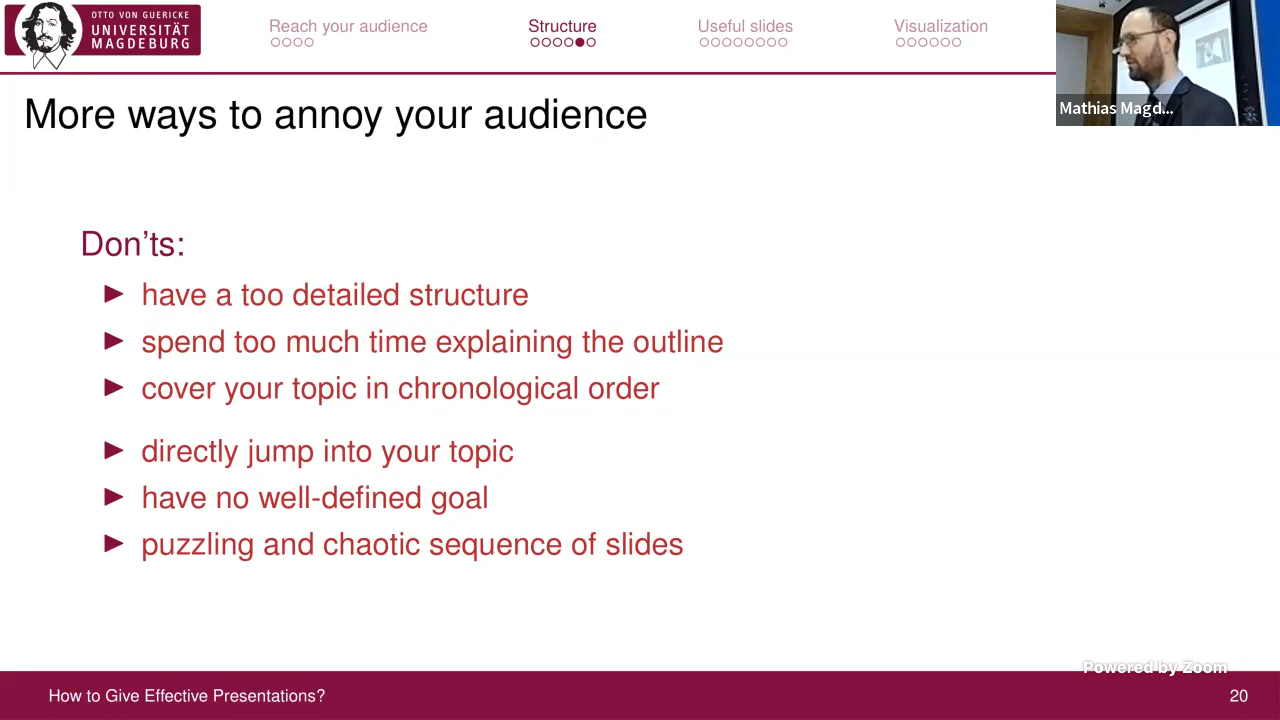 OTTO VON GUERICKE
UNIVERSITÄT
MAGDEBURG
Reach your audience
Structure
Useful slides
Visualization
Mathias Magd...
More ways to annoy your audience
Don'ts:
have a too detailed structure
spend too much time explaining the outline
cover your topic in chronological order
directly jump into your topic
have no well-defined goal
puzzling and chaotic sequence of slides
Powered by Zoom
How to Give Effective Presentations?
20